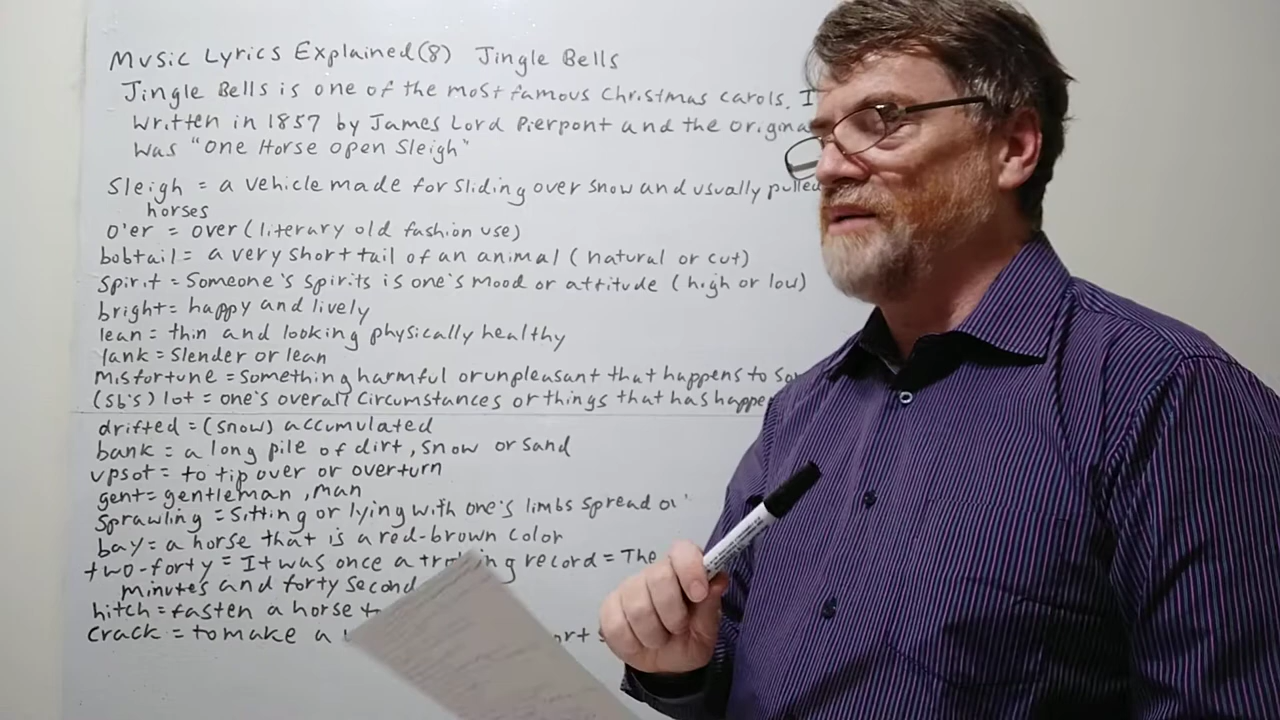 Music Lyrics Explained (8) Jingle Bells
Jingle Bells is one of the most famous Christmas carols. I
written in 1857 by James Lord Pierpont and the origina
was "One Horse Open Sleigh"
Sleigh = a vehicle made for sliding over snow and usually pulled
horses
o'er = over (literary old fashion use)
bobtail = a very short tail of an animal (natural or cut)
spirit = Someone's spirits is one's mood or attitude (high or low)
bright = happy and lively
lean = thin and looking physically healthy
lank = slender or lean
misfortune = something harmful or unpleasant that happens to so
(sb's) lot = one's overall circumstances or things that has happe
drifted = (snow) accumulated
bank = a long pile of dirt, snow or sand
upsot = to tip over or overturn
gent = gentleman, man
sprawling = sitting or lying with one's limbs spread ou
bay = a horse that is a red-brown color
two-forty = It was once a record = The
minutes and forty second
hitch = fasten a horse to
crack = to make a